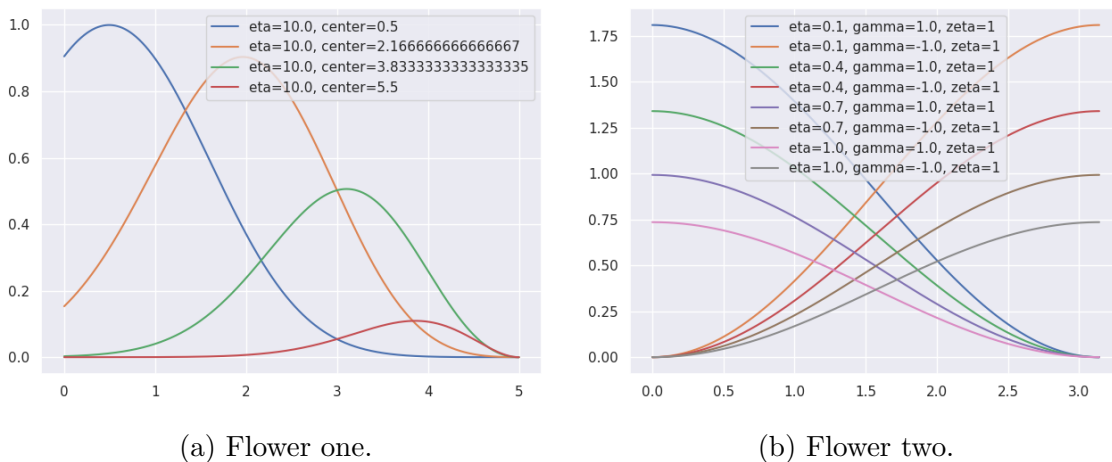 1.0
0.8
0.6
0.4
0.2
0.0
0 1 2 3 4 5
eta=10.0, center=0.5
eta=10.0, center=2.166666666666667
eta=10.0, center=3.8333333333333335
eta=10.0, center=5.5
(a) Flower one.
1.75
1.50
1.25
1.00
0.75
0.50
0.25
0.00
0.0 0.5 1.0 1.5 2.0 2.5 3.0
eta=0.1, gamma=1.0, zeta=1
eta=0.1, gamma=-1.0, zeta=1
eta=0.4, gamma=1.0, zeta=1
eta=0.4, gamma=-1.0, zeta=1
eta=0.7, gamma=1.0, zeta=1
eta=0.7, gamma=-1.0, zeta=1
eta=1.0, gamma=1.0, zeta=1
eta=1.0, gamma=-1.0, zeta=1
(b) Flower two.